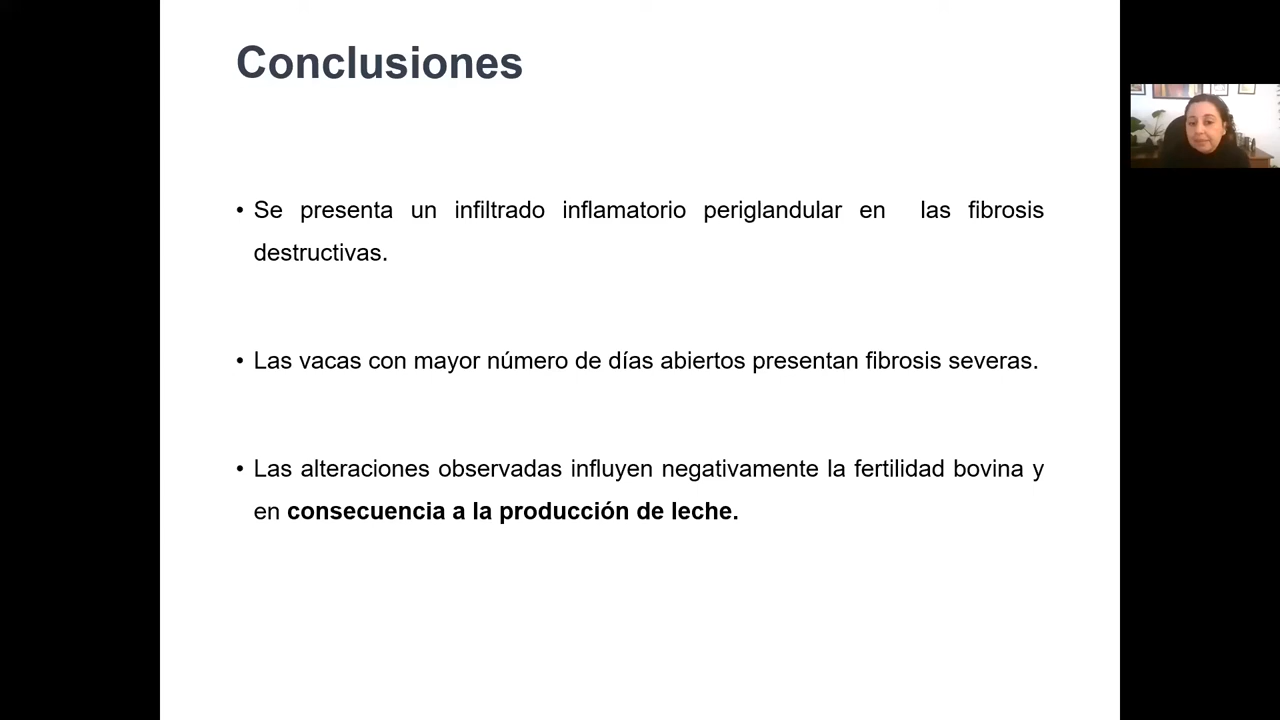 Conclusiones
• Se presenta un infiltrado inflamatorio periglandular en las fibrosis
destructivas.
• Las vacas con mayor número de días abiertos presentan fibrosis severas.
• Las alteraciones observadas influyen negativamente la fertilidad bovina y
en consecuencia a la producción de leche.